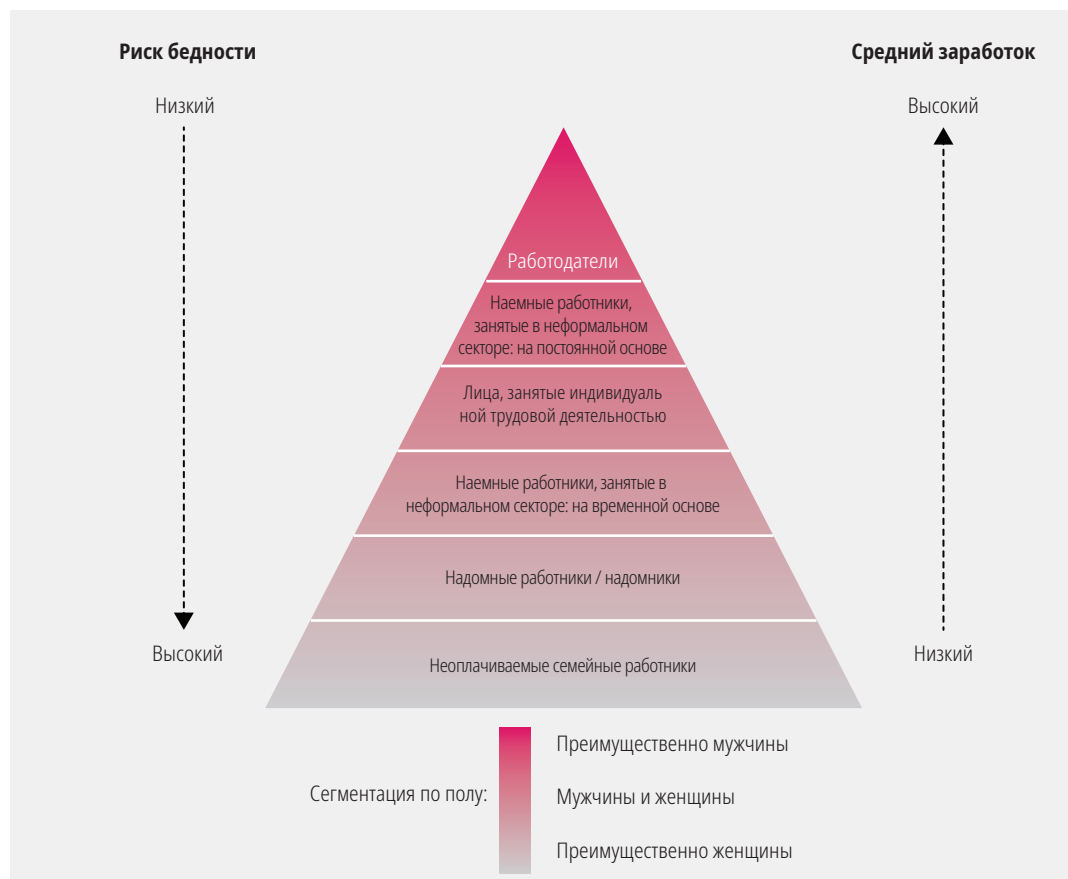 Риск бедности
Средний заработок
Низкий
Высокий
Работодатели
Наемные работники,
занятые в неформальном
секторе: на постоянной основе
Лица, занятые индивидуаль
ной трудовой деятельностью
Наемные работники, занятые в
неформальном секторе: на временной основе
Надомные работники / надомники
Высокий
Неоплачиваемые семейные работники
Низкий
Сегментация по полу:
Преимущественно мужчины
Мужчины и женщины
Преимущественно женщины